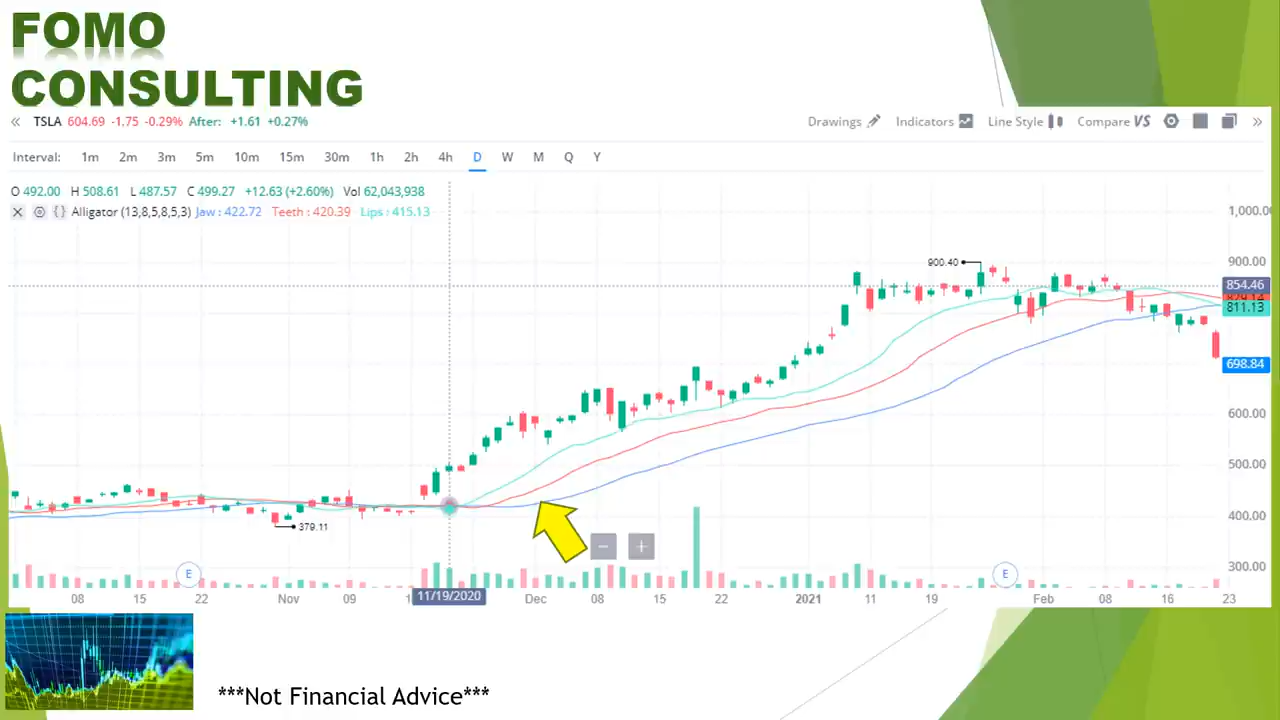 FOMO
CONSULTING
« TSLA 604.69 -1.75 -0.29% After: +1.61 +0.27% Drawings Indicators Line Style Compare VS »
Interval: 1m 2m 3m 5m 10m 15m 30m 1h 2h 4h D W M Q Y
O 492.00 H 508.61 L 487.57 C 499.27 +12.63 (+2.60%) Vol 62,043,938
Alligator (13,8,5,8,5,3) Jaw : 422.72 Teeth : 420.39 Lips : 415.13
1,000.00
900.40
900.00
854.46
811.13
698.84
600.00
500.00
400.00
379.11
300.00
E E
08 15 22 Nov 09 11/19/2020 Dec 08 15 22 2021 11 19 Feb 08 16 23
***Not Financial Advice***